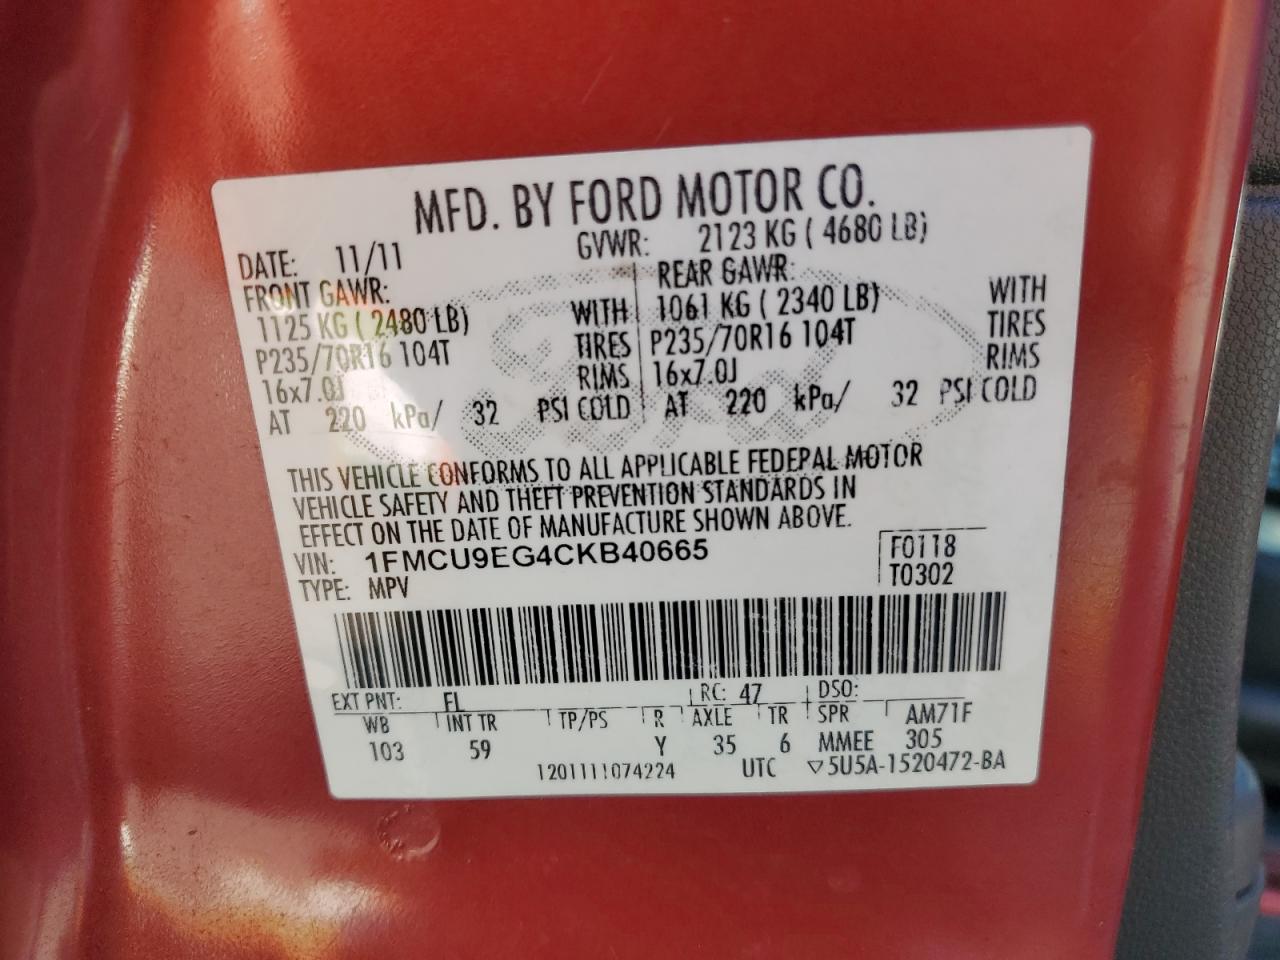 MFD. BY FORD MOTOR CO.
DATE: 11/11 GVWR: 2123 KG ( 4680 LB)
FRONT GAWR: REAR GAWR:
1125 KG ( 2480 LB) WITH 1061 KG ( 2340 LB) WITH
P235/70R16 104T TIRES P235/70R16 104T TIRES
16x7.0J RIMS 16x7.0J RIMS
AT 220 kPa/ 32 PSI COLD AT 220 kPa/ 32 PSI COLD
THIS VEHICLE CONFORMS TO ALL APPLICABLE FEDERAL MOTOR
VEHICLE SAFETY AND THEFT PREVENTION STANDARDS IN
EFFECT ON THE DATE OF MANUFACTURE SHOWN ABOVE.
VIN: 1FMCU9EG4CKB40665 F0118
TYPE: MPV T0302
EXT PNT: FL RC: 47 DSO:
WB INT TR TP/PS R AXLE TR SPR AM71F
103 59 Y 35 6 MMEE 305
1201111074224 UTC ▽5U5A-1520472-BA
Ford